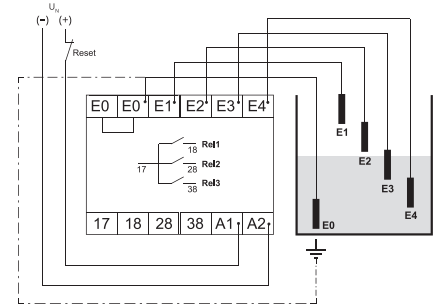 U_N
(-) (+)
Reset
E0 E0 E1 E2 E3 E4
18 Rel1
17
28 Rel2
38 Rel3
17 18 28 38 A1 A2
E1
E2
E3
E4
E0